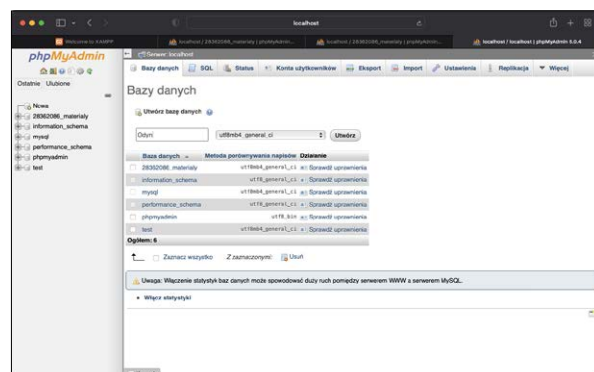 localhost
Welcome to XAMPP
localhost / 28362086_materialy | phpMyAdmin...
localhost / 28362086_materialy | phpMyAdmin...
localhost / localhost | phpMyAdmin 5.0.4
phpMyAdmin
Ostatnie Ulubione
Nowa
28362086_materialy
information_schema
mysql
performance_schema
phpmyadmin
test
Serwer: localhost
Bazy danych SQL Status Konta użytkowników Eksport Import Ustawienia Replikacja Więcej
Bazy danych
Utwórz bazę danych
Odyn utf8mb4_general_ci Utwórz
Baza danych Metoda porównywania napisów Działanie
28362086_materialy utf8mb4_general_ci Sprawdź uprawnienia
information_schema utf8_general_ci Sprawdź uprawnienia
mysql utf8mb4_general_ci Sprawdź uprawnienia
performance_schema utf8_general_ci Sprawdź uprawnienia
phpmyadmin utf8_bin Sprawdź uprawnienia
test utf8mb4_general_ci Sprawdź uprawnienia
Ogółem: 6
Zaznacz wszystko Z zaznaczonymi: Usuń
Uwaga: Włączenie statystyk baz danych może spowodować duży ruch pomiędzy serwerem WWW a serwerem MySQL.
Włącz statystyki